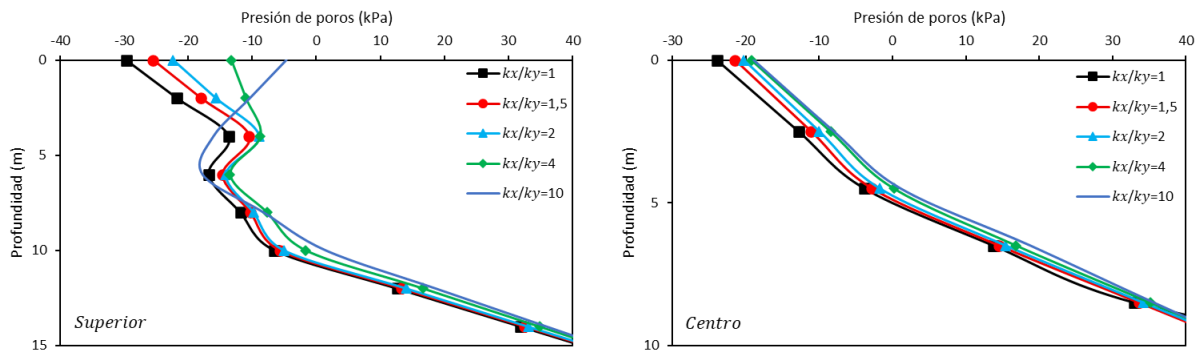 Presión de poros (kPa)
-40 -30 -20 -10 0 10 20 30 40
0
5
10
15
Profundidad (m)
kx/ky=1
kx/ky=1,5
kx/ky=2
kx/ky=4
kx/ky=10
Superior
Presión de poros (kPa)
-30 -20 -10 0 10 20 30 40
0
5
10
Profundidad (m)
kx/ky=1
kx/ky=1,5
kx/ky=2
kx/ky=4
kx/ky=10
Centro